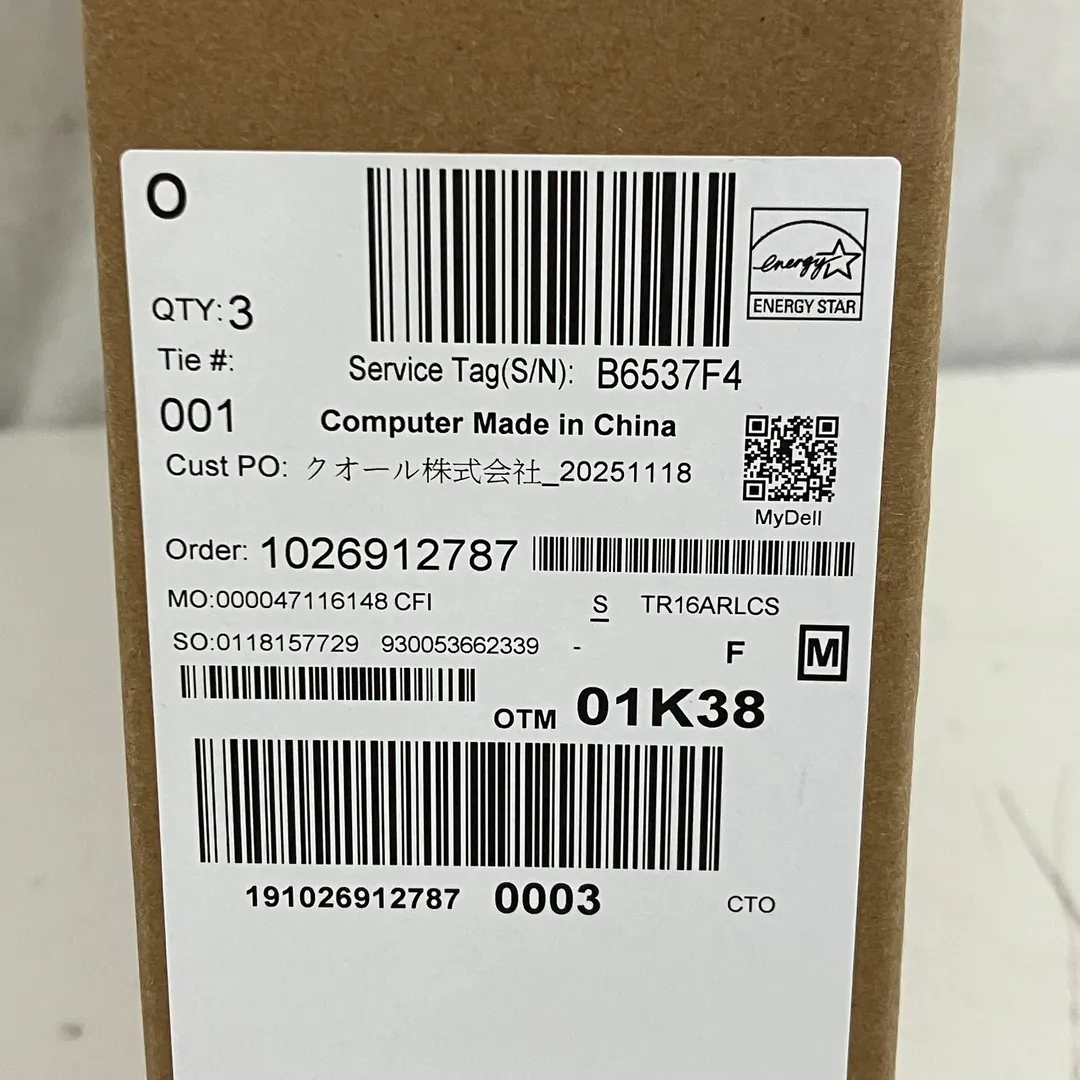 O
energy
ENERGY STAR
QTY: 3
Tie #:
Service Tag(S/N): B6537F4
001
Computer Made in China
Cust PO: クオール株式会社_20251118
MyDell
Order: 1026912787
MO:000047116148 CFI S TR16ARLCS
SO:0118157729 930053662339 - F M
OTM 01K38
191026912787 0003 CTO